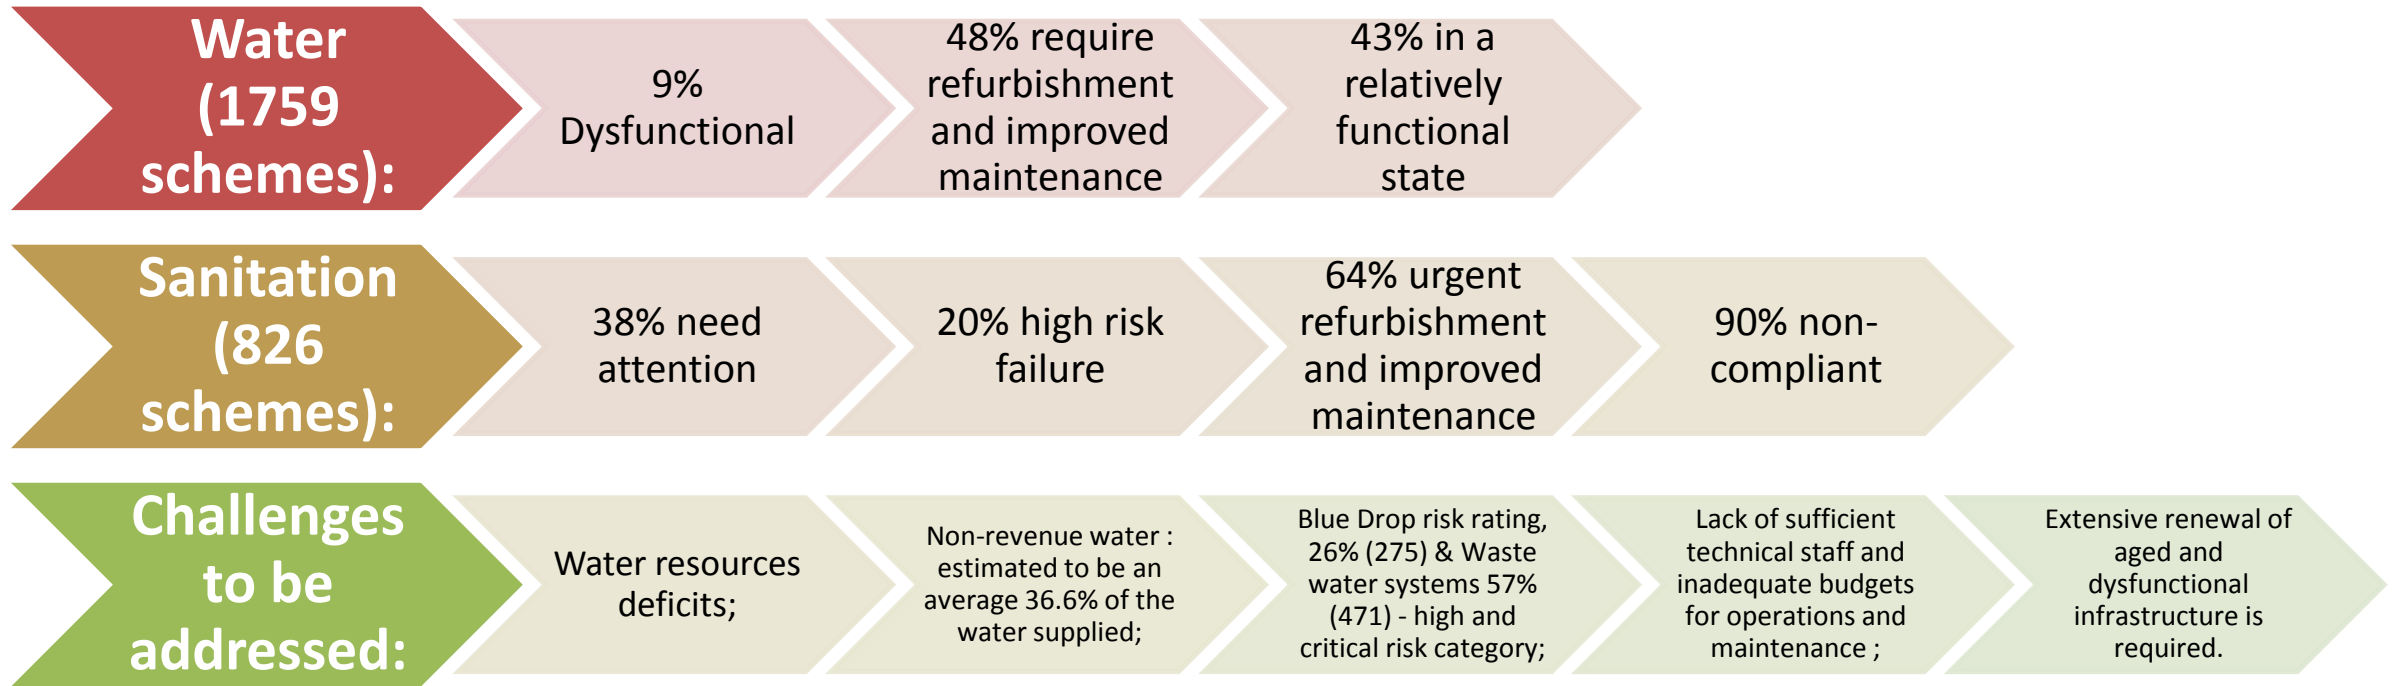 Water
(1759
schemes):
9%
Dysfunctional
48% require
refurbishment
and improved
maintenance
43% in a
relatively
functional
state
Sanitation
(826
schemes):
38% need
attention
20% high risk
failure
64% urgent
refurbishment
and improved
maintenance
90% non-
compliant
Challenges
to be
addressed:
Water resources
deficits;
Non-revenue water :
estimated to be an
average 36.6% of the
water supplied;
Blue Drop risk rating,
26% (275) & Waste
water systems 57%
(471) - high and
critical risk category;
Lack of sufficient
technical staff and
inadequate budgets
for operations and
maintenance ;
Extensive renewal of
aged and
dysfunctional
infrastructure is
required.